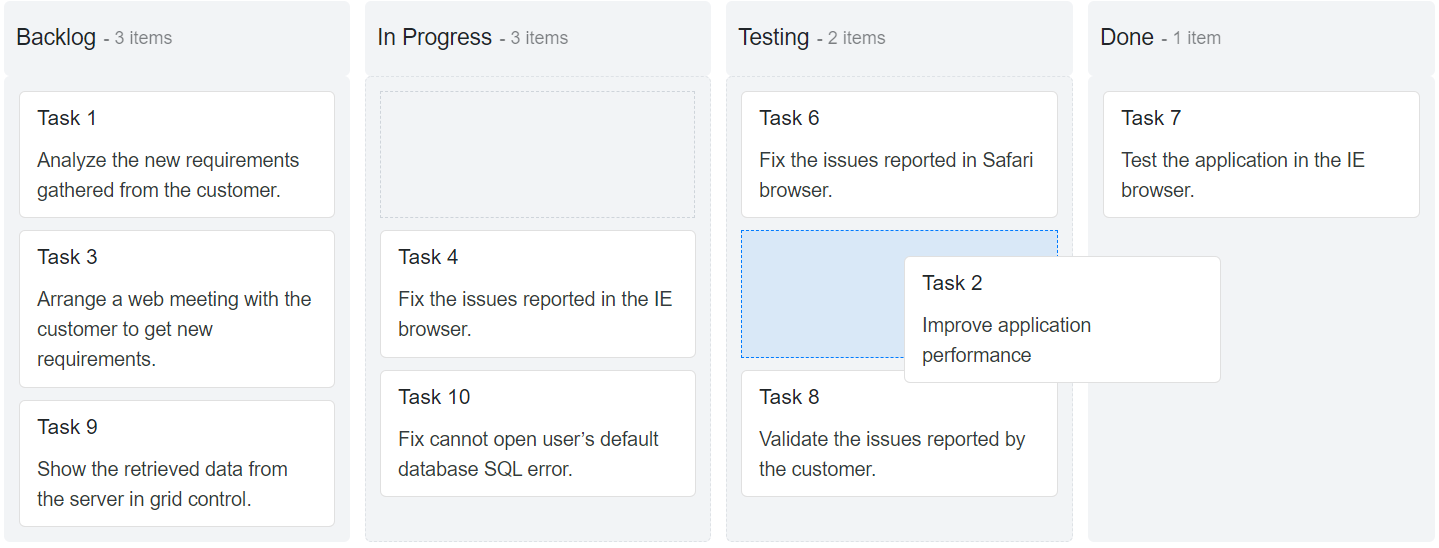 Backlog - 3 items
Task 1
Analyze the new requirements
gathered from the customer.
Task 3
Arrange a web meeting with the
customer to get new
requirements.
Task 9
Show the retrieved data from
the server in grid control.
In Progress - 3 items
Task 4
Fix the issues reported in the IE
browser.
Task 10
Fix cannot open user’s default
database SQL error.
Testing - 2 items
Task 6
Fix the issues reported in Safari
browser.
Task 2
Improve application
performance
Task 8
Validate the issues reported by
the customer.
Done - 1 item
Task 7
Test the application in the IE
browser.